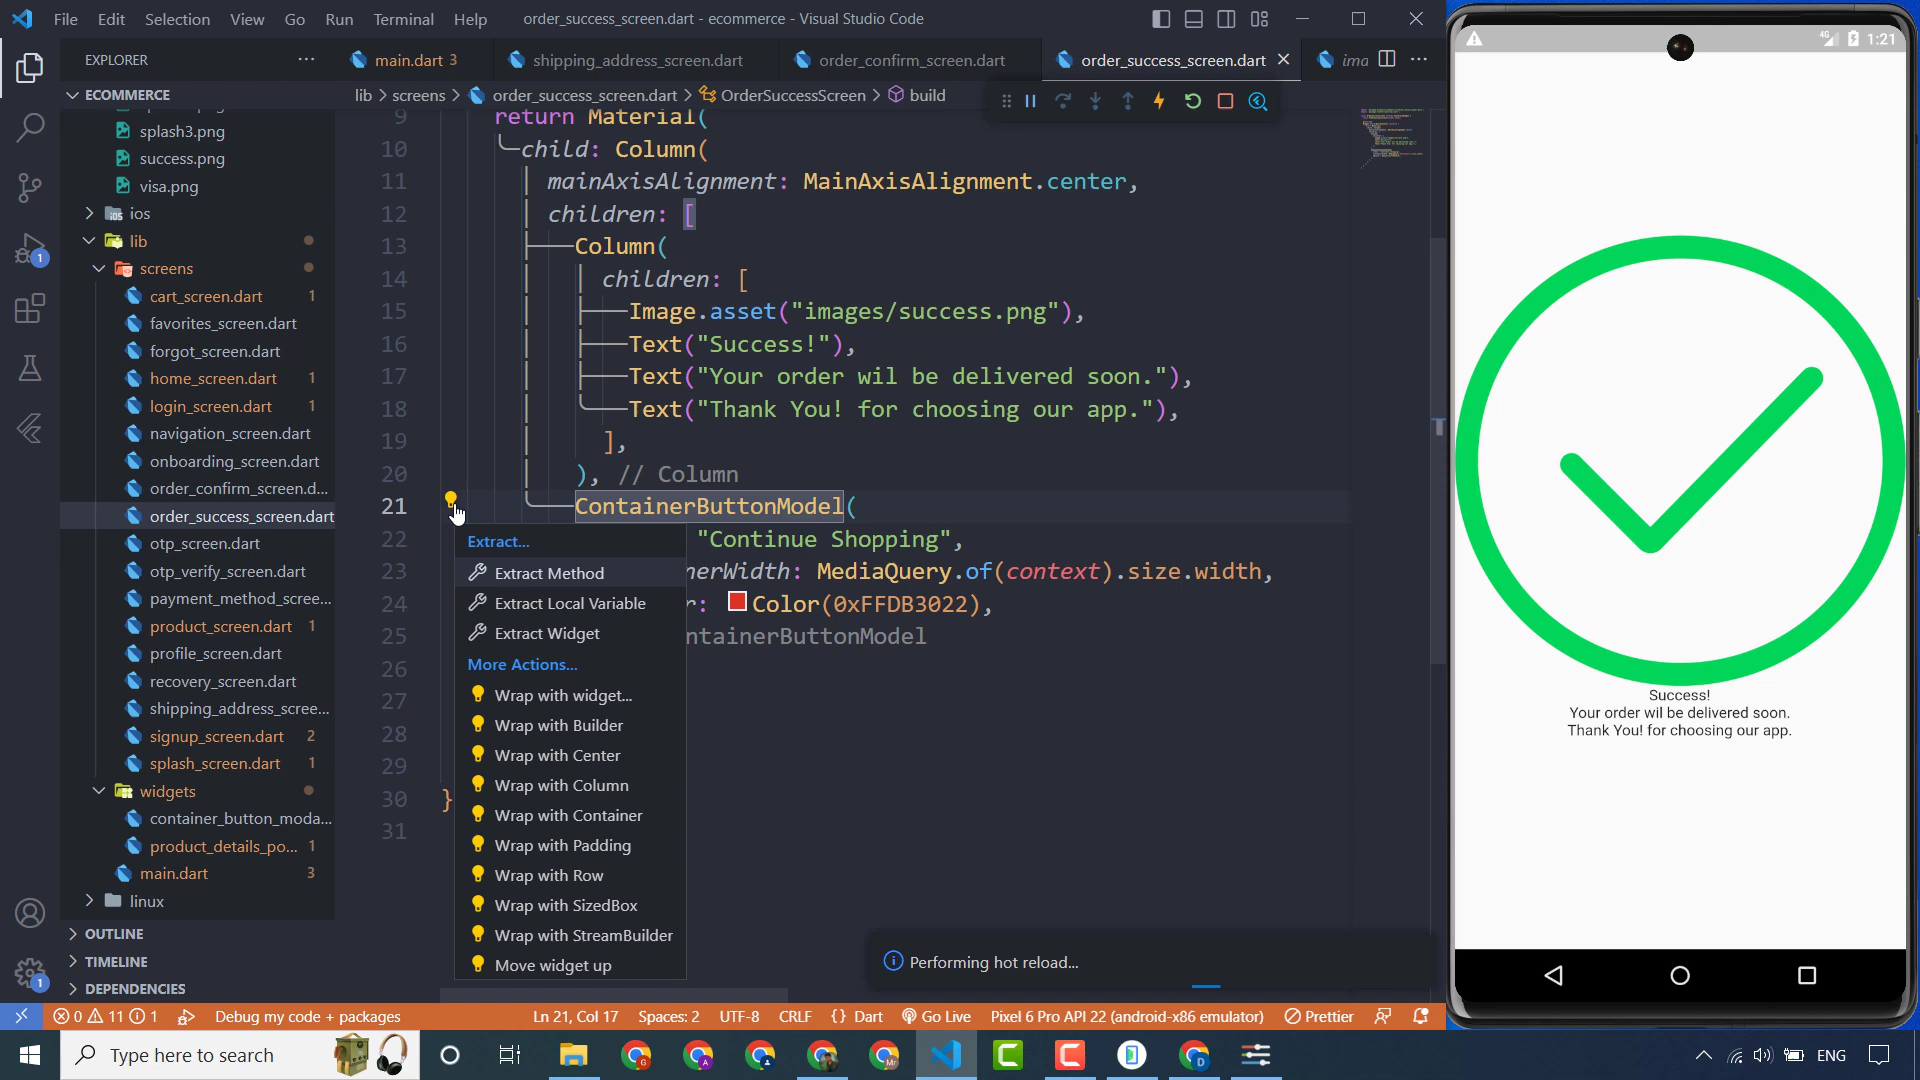 File Edit Selection View Go Run Terminal Help order_success_screen.dart - ecommerce - Visual Studio Code
EXPLORER
main.dart 3
shipping_address_screen.dart
order_confirm_screen.dart
order_success_screen.dart
ima
ECOMMERCE
lib > screens > order_success_screen.dart > OrderSuccessScreen > build
splash3.png
success.png
visa.png
ios
lib
screens
cart_screen.dart 1
favorites_screen.dart
forgot_screen.dart
home_screen.dart 1
login_screen.dart 1
navigation_screen.dart
onboarding_screen.dart
order_confirm_screen.d...
order_success_screen.dart
otp_screen.dart
otp_verify_screen.dart
payment_method_scree...
product_screen.dart 1
profile_screen.dart
recovery_screen.dart
shipping_address_scree...
signup_screen.dart 2
splash_screen.dart 1
widgets
container_button_moda...
product_details_po... 1
main.dart 3
linux
OUTLINE
TIMELINE
DEPENDENCIES
1
1
9 return Material(
10 child: Column(
11 mainAxisAlignment: MainAxisAlignment.center,
12 children: [
13 Column(
14 children: [
15 Image.asset("images/success.png"),
16 Text("Success!"),
17 Text("Your order wil be delivered soon."),
18 Text("Thank You! for choosing our app."),
19 ],
20 ), // Column
21 ContainerButtonModel(
22 "Continue Shopping",
23 nerWidth: MediaQuery.of(context).size.width,
24 r: Color(0xFFDB3022),
25 ntainerButtonModel
26
27
28
29
30 }
31
Extract...
Extract Method
Extract Local Variable
Extract Widget
More Actions...
Wrap with widget...
Wrap with Builder
Wrap with Center
Wrap with Column
Wrap with Container
Wrap with Padding
Wrap with Row
Wrap with SizedBox
Wrap with StreamBuilder
Move widget up
Performing hot reload...
0 11 1 Debug my code + packages Ln 21, Col 17 Spaces: 2 UTF-8 CRLF {} Dart Go Live Pixel 6 Pro API 22 (android-x86 emulator) Prettier
Type here to search
ENG
4G 1:21
Success!
Your order wil be delivered soon.
Thank You! for choosing our app.